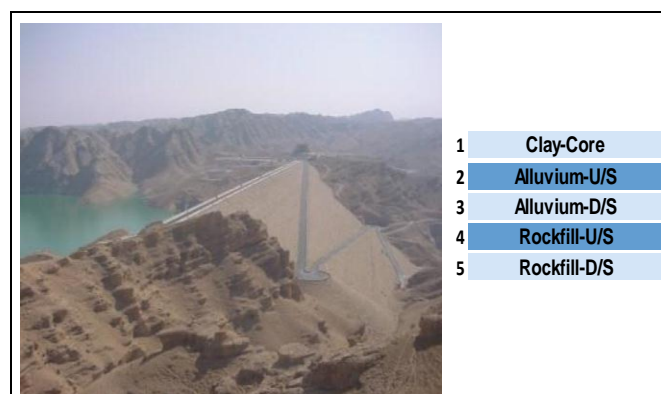 1 Clay-Core
2 Alluvium-U/S
3 Alluvium-D/S
4 Rockfill-U/S
5 Rockfill-D/S